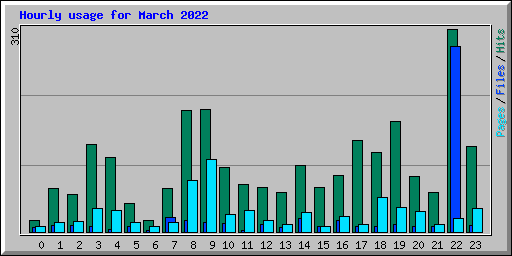 Hourly usage for March 2022
310
Pages/Files/Hits
0 1 2 3 4 5 6 7 8 9 10 11 12 13 14 15 16 17 18 19 20 21 22 23